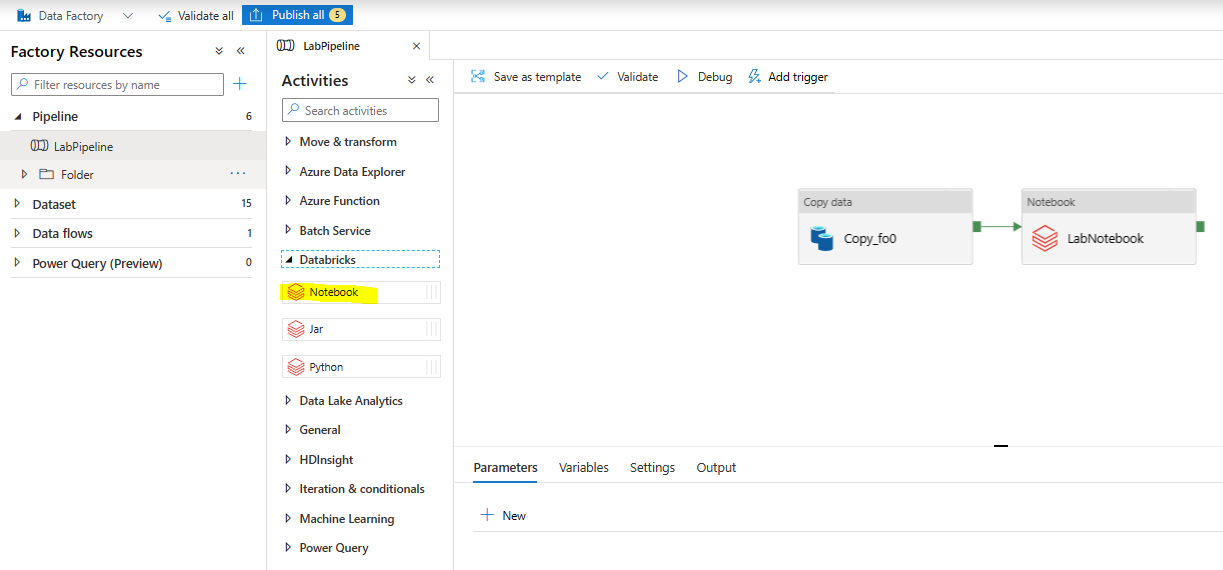 Data Factory
Validate all
Publish all 5
Factory Resources
Filter resources by name
Pipeline 6
LabPipeline
Folder
Dataset 15
Data flows 1
Power Query (Preview) 0
LabPipeline
Activities
Search activities
Move & transform
Azure Data Explorer
Azure Function
Batch Service
Databricks
Notebook
Jar
Python
Data Lake Analytics
General
HDInsight
Iteration & conditionals
Machine Learning
Power Query
Save as template
Validate
Debug
Add trigger
Copy data
Copy_fo0
Notebook
LabNotebook
Parameters
Variables
Settings
Output
New